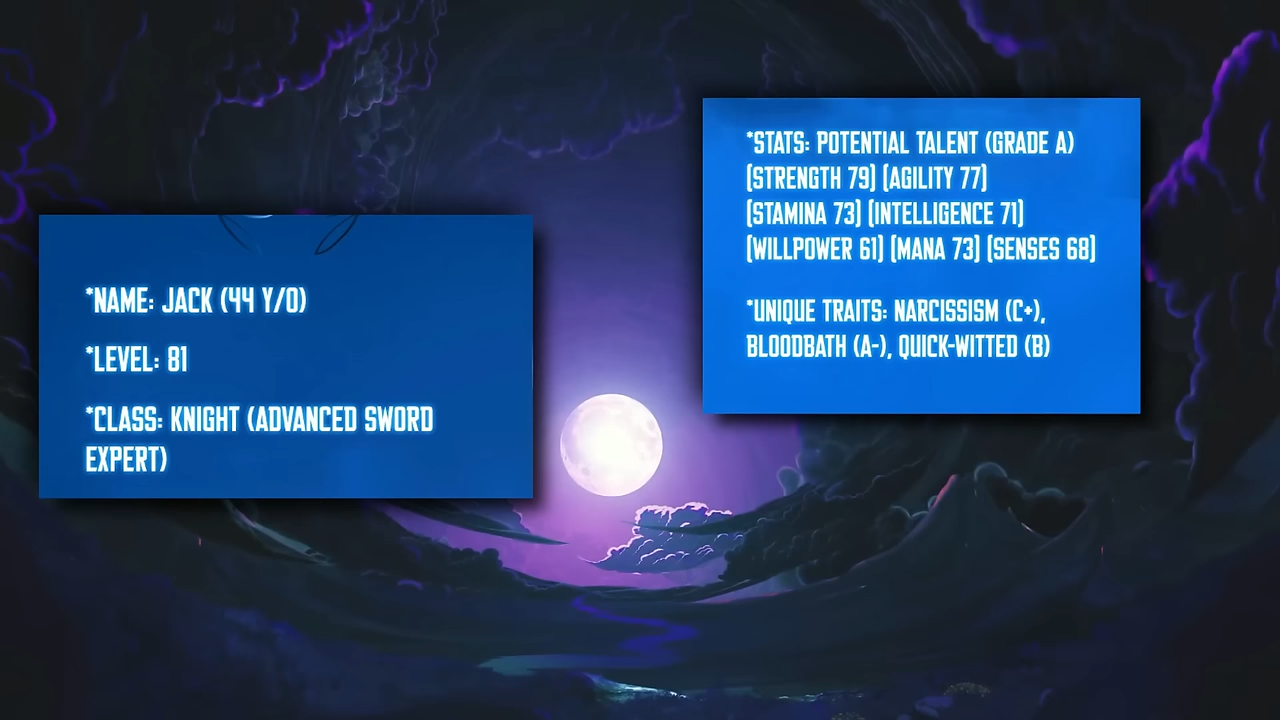 *NAME: JACK (44 Y/O)
*LEVEL: 81
*CLASS: KNIGHT (ADVANCED SWORD
EXPERT)
*STATS: POTENTIAL TALENT (GRADE A)
[STRENGTH 79] [AGILITY 77]
[STAMINA 73] [INTELLIGENCE 71]
[WILLPOWER 61] [MANA 73] [SENSES 68]
*UNIQUE TRAITS: NARCISSISM (C+),
BLOODBATH (A-), QUICK-WITTED (B)